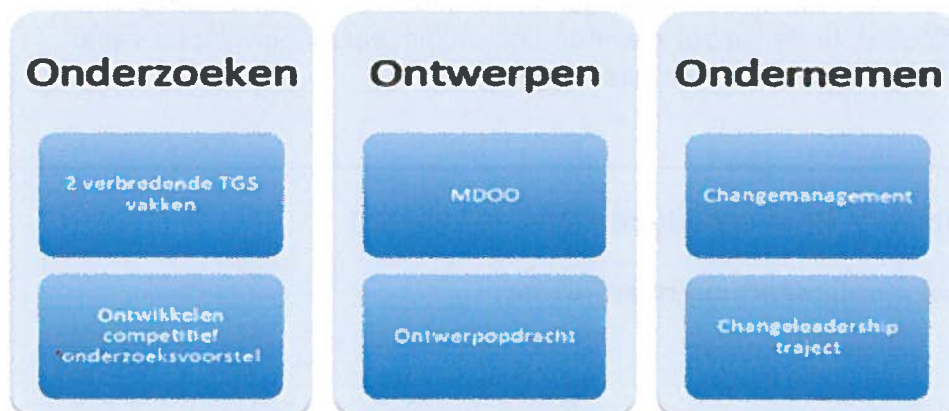 Onderzoeken
2 verbredende TGS
vakken
Ontwikkelen
competitief
onderzoeksvoorstel
Ontwerpen
MDOO
Ontwerpopdracht
Ondernemen
Changemanagement
Changeleadership
traject